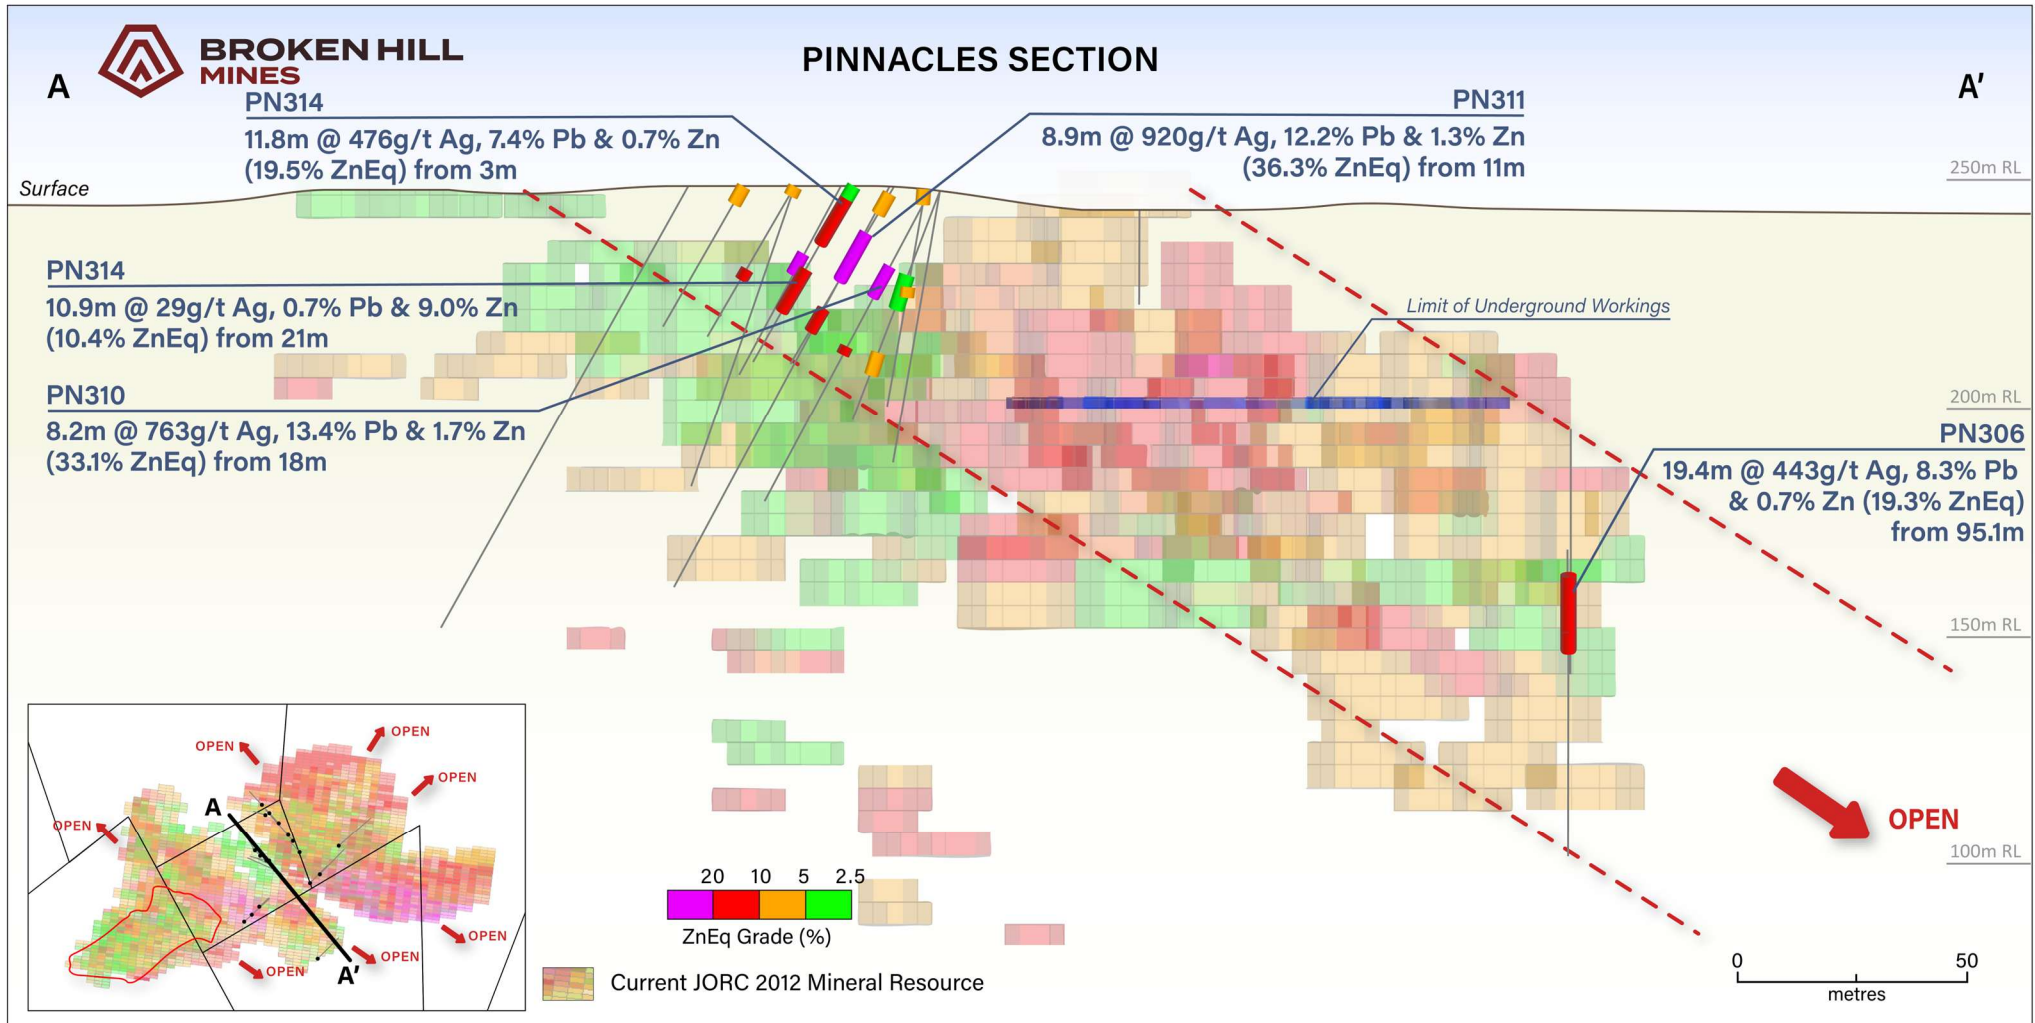 BROKEN HILL
MINES
PINNACLES SECTION
A
A'
PN314
11.8m @ 476g/t Ag, 7.4% Pb & 0.7% Zn
(19.5% ZnEq) from 3m
PN311
8.9m @ 920g/t Ag, 12.2% Pb & 1.3% Zn
(36.3% ZnEq) from 11m
250m RL
Surface
PN314
10.9m @ 29g/t Ag, 0.7% Pb & 9.0% Zn
(10.4% ZnEq) from 21m
Limit of Underground Workings
PN310
8.2m @ 763g/t Ag, 13.4% Pb & 1.7% Zn
(33.1% ZnEq) from 18m
200m RL
PN306
19.4m @ 443g/t Ag, 8.3% Pb
& 0.7% Zn (19.3% ZnEq)
from 95.1m
150m RL
OPEN
100m RL
OPEN
OPEN
OPEN
OPEN
OPEN
OPEN
OPEN
A
A'
20 10 5 2.5
ZnEq Grade (%)
Current JORC 2012 Mineral Resource
0 50
metres